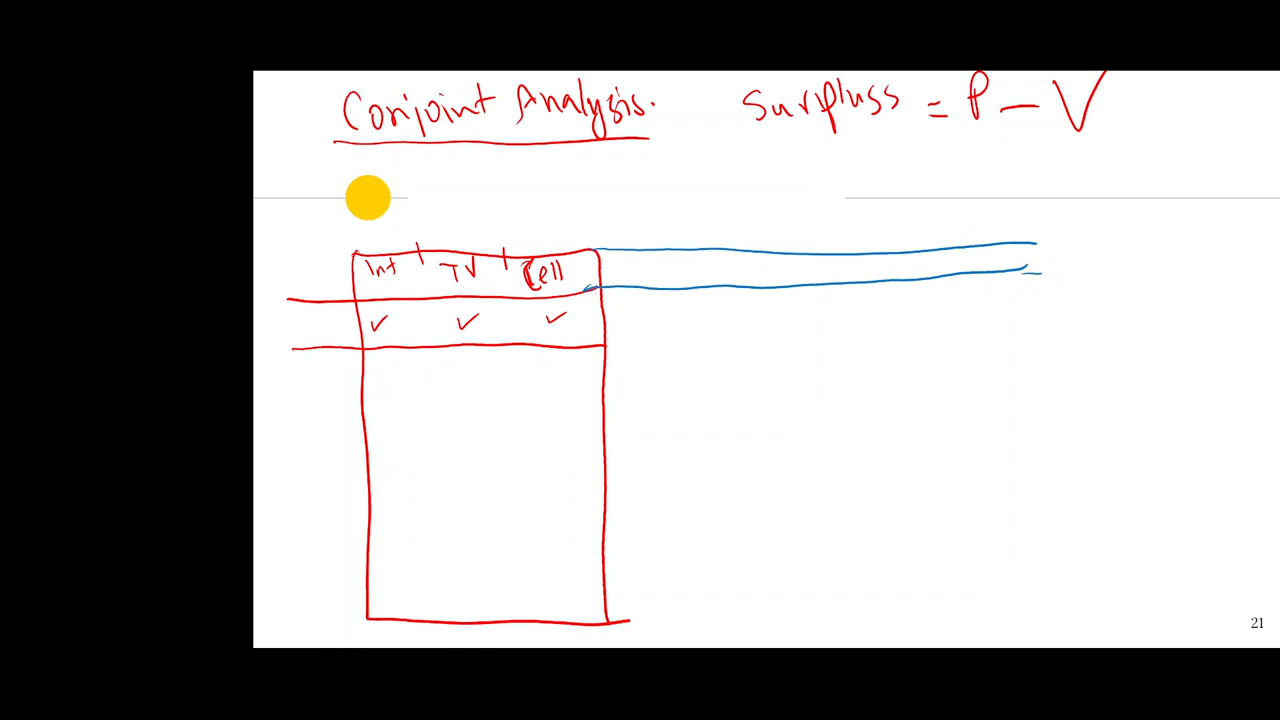 Conjoint Analysis.
Surpluss = P - V
Int TV Cell
✓ ✓ ✓
21